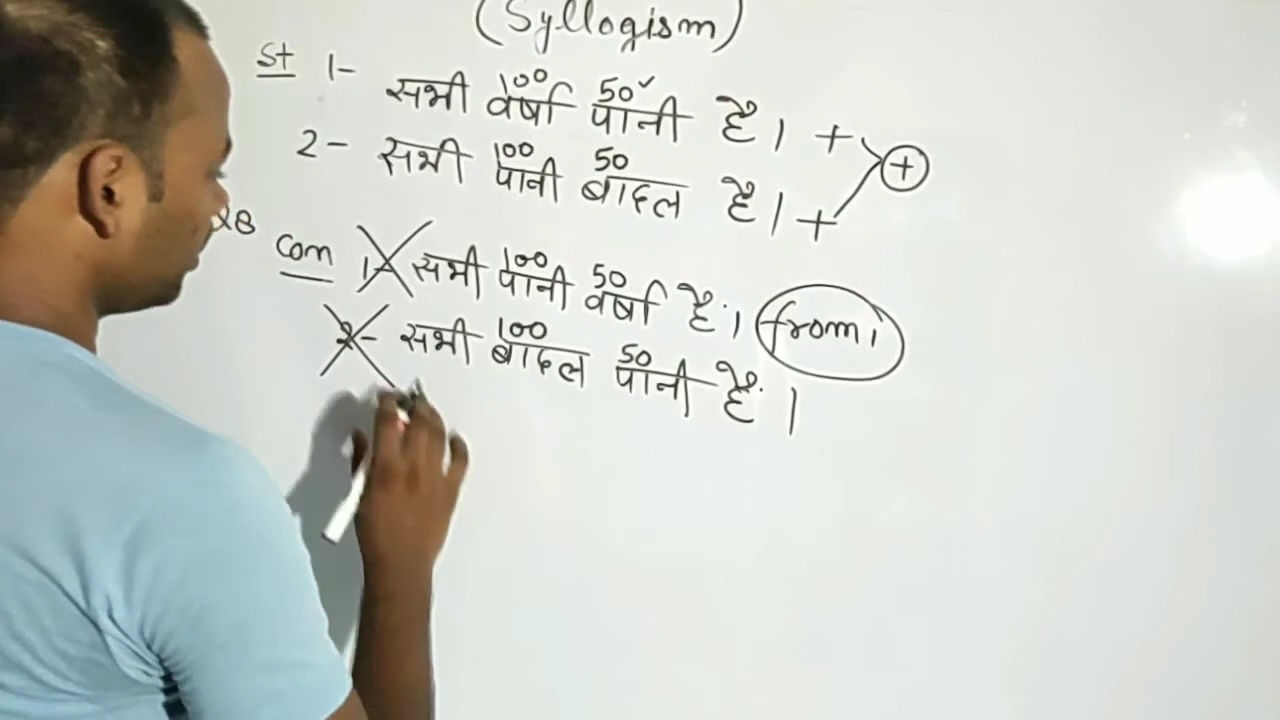 (Syllogism)
St 1- सभी वर्षा 100 पानी 50✓ है। + (+)
2- सभी पानी 100 बादल 50 है। +
Con 1- सभी पानी 100 वर्षा 50 हैं। from,
2- सभी बादल 100 पानी 50 हैं।